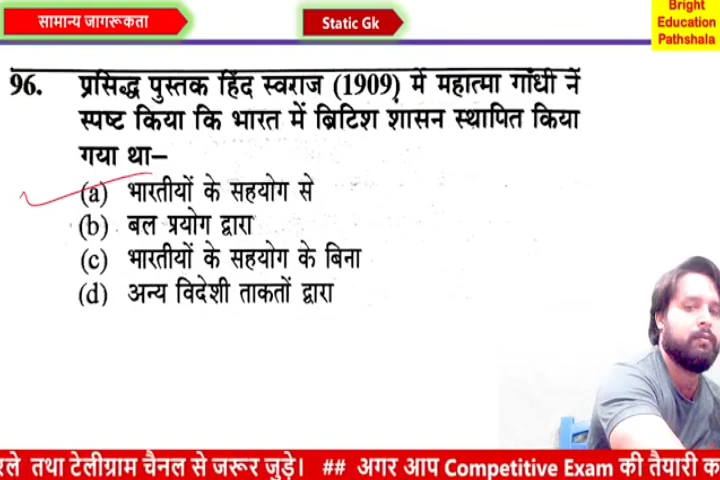 सामान्य जागरूकता
Static Gk
Bright
Education
Pathshala
96. प्रसिद्ध पुस्तक हिंद स्वराज (1909) में महात्मा गाँधी नें
स्पष्ट किया कि भारत में ब्रिटिश शासन स्थापित किया
गया था–
(a) भारतीयों के सहयोग से
(b) बल प्रयोग द्वारा
(c) भारतीयों के सहयोग के बिना
(d) अन्य विदेशी ताकतों द्वारा
तथा टेलीग्राम चैनल से जरूर जुड़े। ## अगर आप Competitive Exam की तैयारी